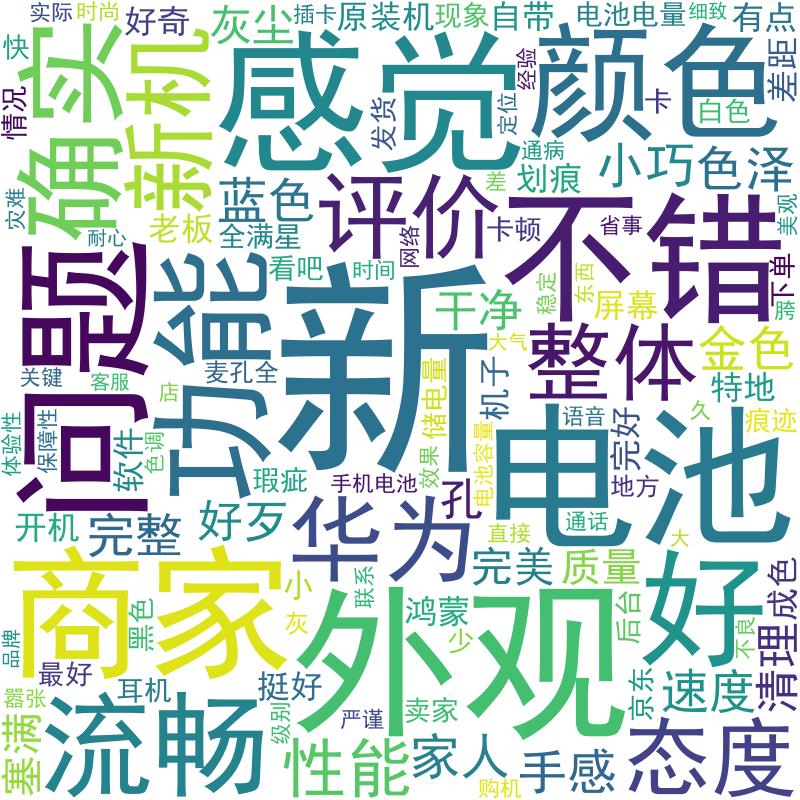 实际
时尚
好奇
灰尘
插卡
原装机
现象
自带
电池电量
细致
有点
快
确实
新机
感觉
颜色
差距
经验
卡
白色
情况
发货
定位
通病
小巧
色泽
差
划痕
灾难
蓝色
评价
不错
美观
老板
耐心
全满星
网络
卡顿
省事
下单
问题
功能
看吧
时间
新
干净
稳定
东西
屏幕
胯
大气
整体
金色
关键
客服
麦孔全
储电量
机子
特地
店
语音
久
痕迹
体验性
保障性
软件
色调
瑕疵
手机电池
效果
电池容量
孔
电池
完好
地方
开机
完整
好歹
华为
直接
通话
大
商家
完美
质量
好
清理
成色
小
灰
联系
鸿蒙
后台
黑色
少
不良
品牌
最好
外观
嚣张
耳机
挺好
级别
严谨
卖家
京东
速度
塞满
流畅
性能
家人
手感
态度
购机